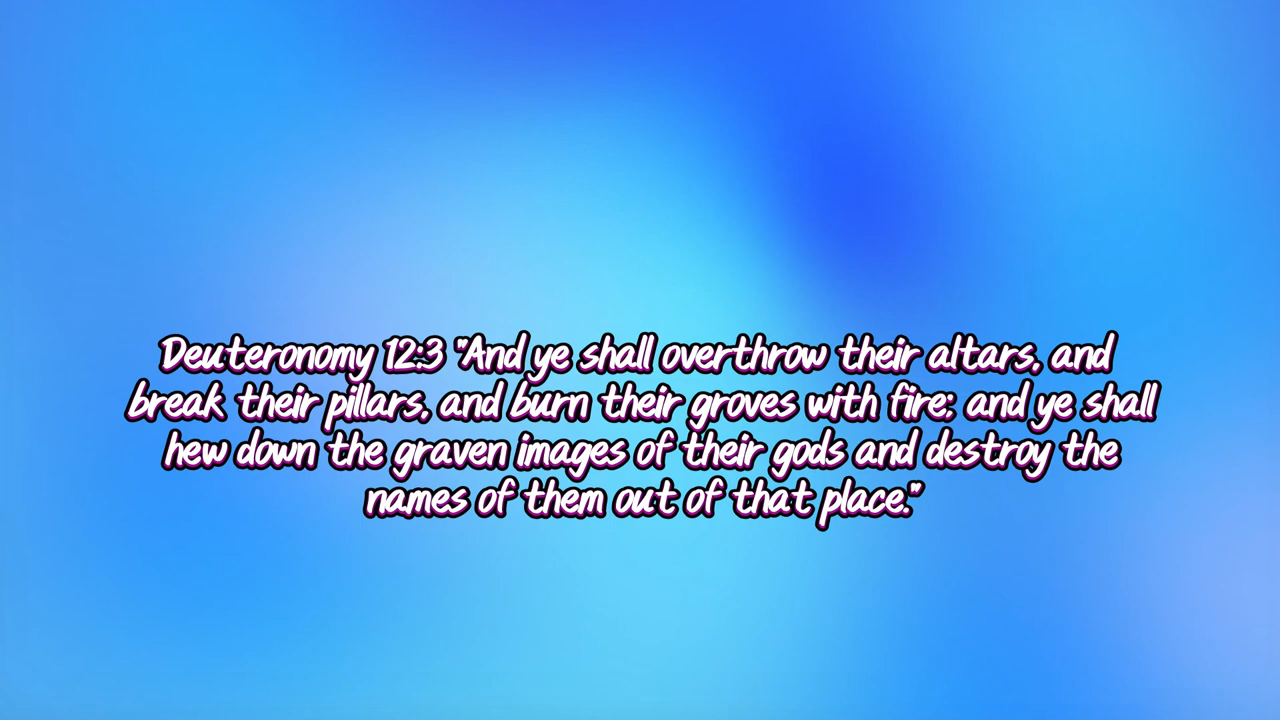 Deuteronomy 12:3 "And ye shall overthrow their altars, and
break their pillars, and burn their groves with fire; and ye shall
hew down the graven images of their gods and destroy the
names of them out of that place."